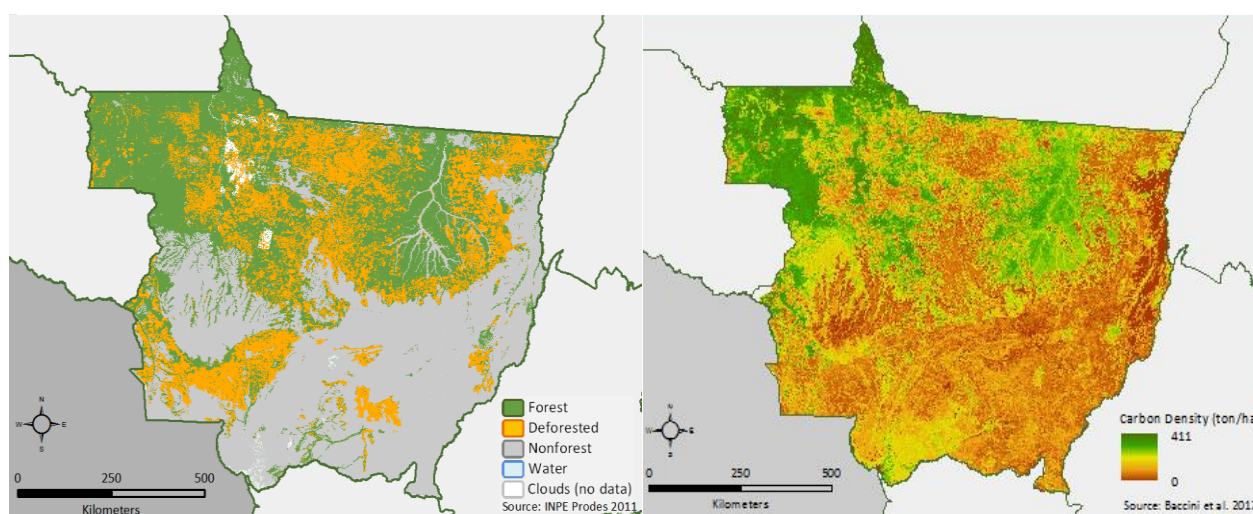 N
W E
S
0 250 500
Kilometers
Forest
Deforested
Nonforest
Water
Clouds (no data)
Source: INPE Prodes 2011
N
W E
S
0 250 500
Kilometers
Carbon Density (ton/ha
411
0
Source: Baccini et al.